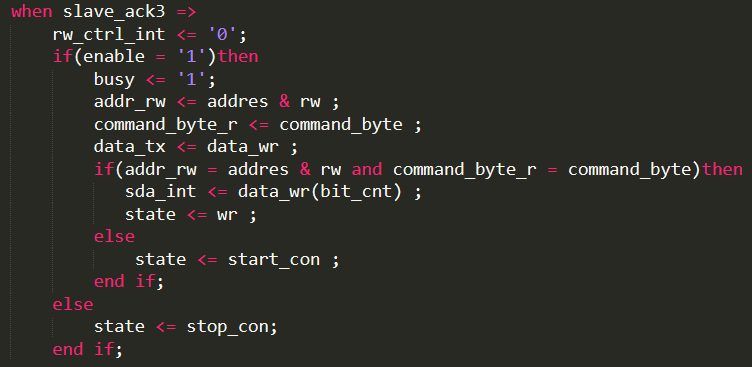 when slave_ack3 =>
rw_ctrl_int <= '0';
if(enable = '1')then
busy <= '1';
addr_rw <= addres & rw ;
command_byte_r <= command_byte ;
data_tx <= data_wr ;
if(addr_rw = addres & rw and command_byte_r = command_byte)then
sda_int <= data_wr(bit_cnt) ;
state <= wr ;
else
state <= start_con ;
end if;
else
state <= stop_con;
end if;